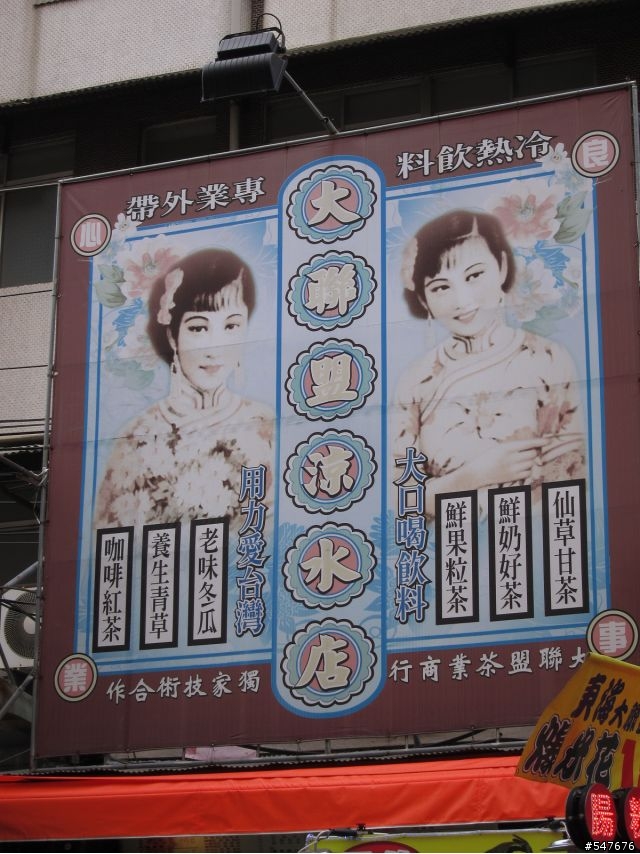 冷熱飲料
專業外帶
良
心
事
業
大聯盟涼水店
大口喝飲料
用力愛台灣
仙草甘茶
鮮奶好茶
鮮果粒茶
老味冬瓜
養生青草
咖啡紅茶
大聯盟茶業商行
獨家技術合作
東海大
#547676